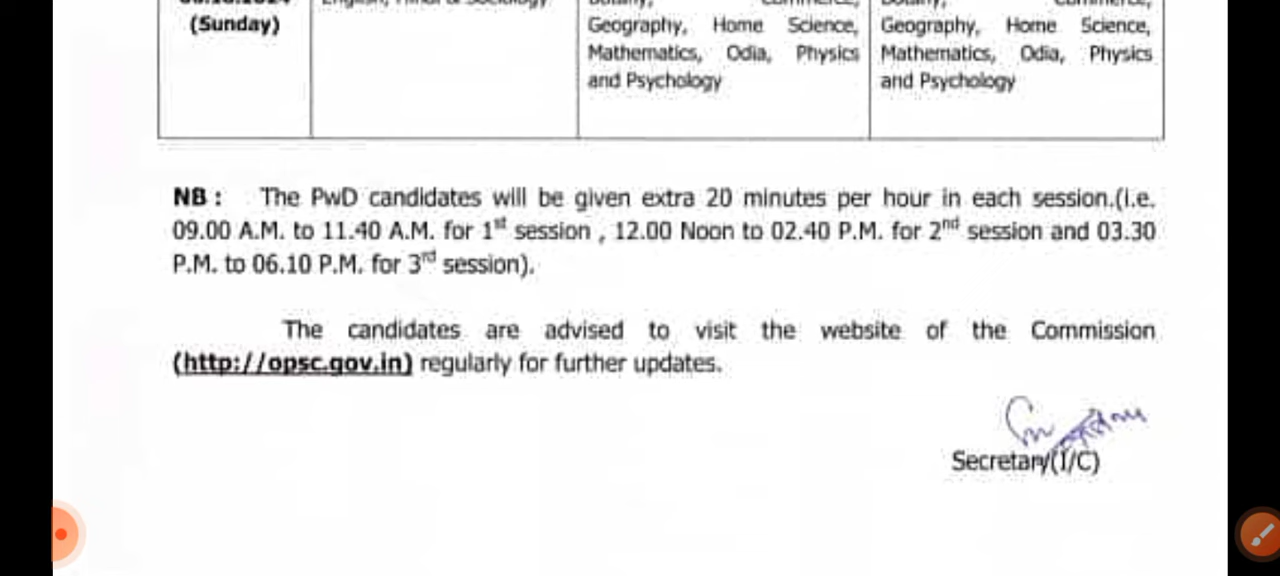 (Sunday)
Geography, Home Science,
Mathematics, Odia, Physics
and Psychology
Geography, Home Science,
Mathematics, Odia, Physics
and Psychology
NB : The PwD candidates will be given extra 20 minutes per hour in each session.(i.e.
09.00 A.M. to 11.40 A.M. for 1st session , 12.00 Noon to 02.40 P.M. for 2nd session and 03.30
P.M. to 06.10 P.M. for 3rd session).
The candidates are advised to visit the website of the Commission
(http://opsc.gov.in) regularly for further updates.
Secretary(I/C)